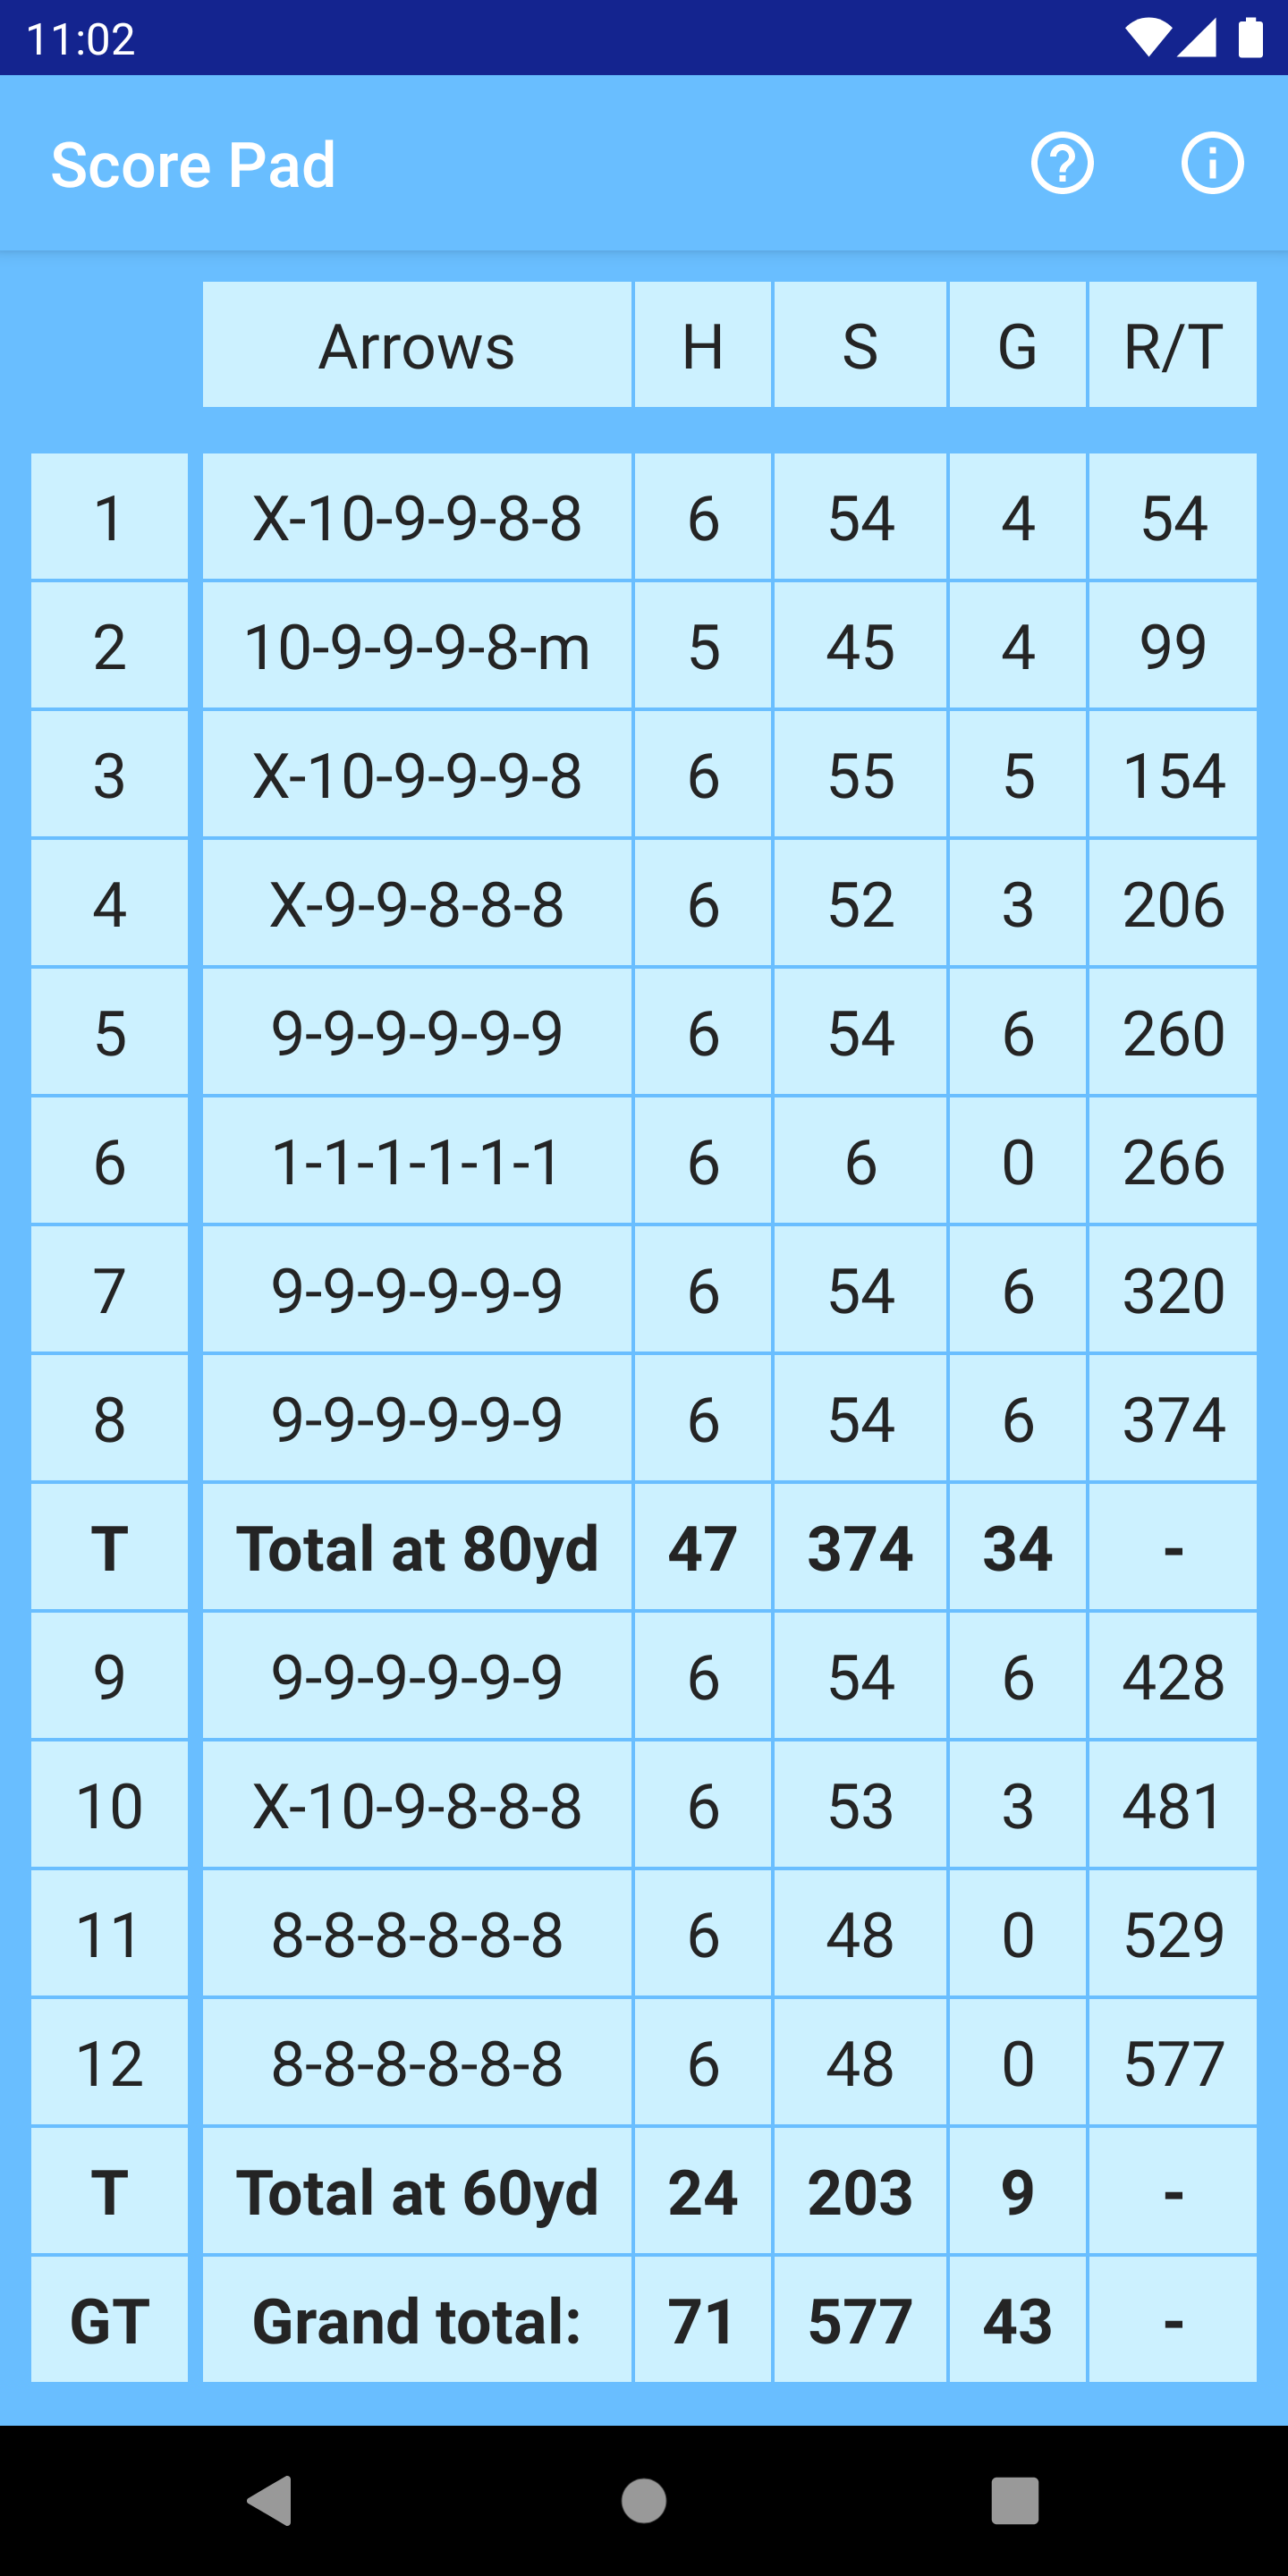 11:02
Score Pad
Arrows H S G R/T
1 X-10-9-9-8-8 6 54 4 54
2 10-9-9-9-8-m 5 45 4 99
3 X-10-9-9-9-8 6 55 5 154
4 X-9-9-8-8-8 6 52 3 206
5 9-9-9-9-9-9 6 54 6 260
6 1-1-1-1-1-1 6 6 0 266
7 9-9-9-9-9-9 6 54 6 320
8 9-9-9-9-9-9 6 54 6 374
T Total at 80yd 47 374 34 -
9 9-9-9-9-9-9 6 54 6 428
10 X-10-9-8-8-8 6 53 3 481
11 8-8-8-8-8-8 6 48 0 529
12 8-8-8-8-8-8 6 48 0 577
T Total at 60yd 24 203 9 -
GT Grand total: 71 577 43 -